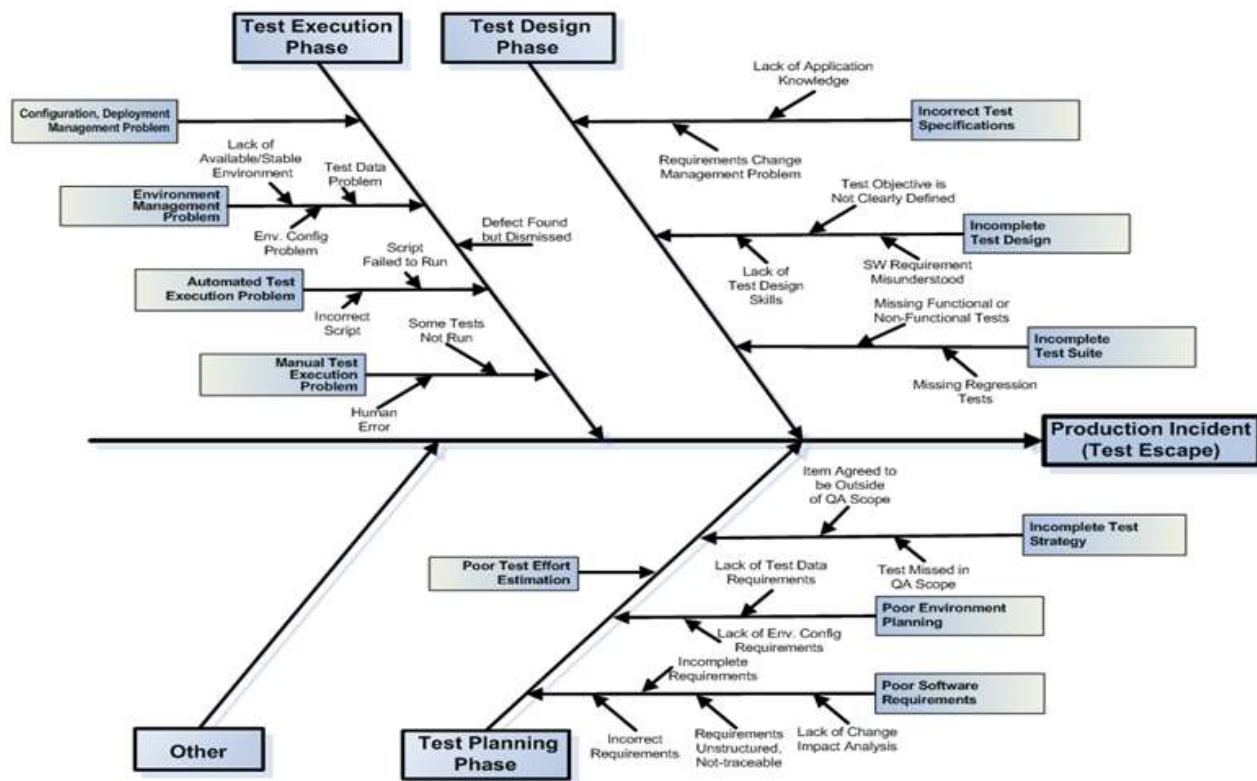 Test Execution
Phase
Test Design
Phase
Configuration, Deployment
Management Problem
Lack of
Available/Stable
Environment
Test Data
Problem
Environment
Management
Problem
Env. Config
Problem
Defect Found
but Dismissed
Script
Failed to Run
Automated Test
Execution Problem
Incorrect
Script
Some Tests
Not Run
Manual Test
Execution
Problem
Human
Error
Lack of Application
Knowledge
Incorrect Test
Specifications
Requirements Change
Management Problem
Test Objective is
Not Clearly Defined
Incomplete
Test Design
Lack of
Test Design
Skills
SW Requirement
Misunderstood
Missing Functional or
Non-Functional Tests
Incomplete
Test Suite
Missing Regression
Tests
Production Incident
(Test Escape)
Item Agreed to
be Outside
of QA Scope
Incomplete Test
Strategy
Test Missed in
QA Scope
Poor Test Effort
Estimation
Lack of Test Data
Requirements
Poor Environment
Planning
Lack of Env. Config
Requirements
Incomplete
Requirements
Poor Software
Requirements
Incorrect
Requirements
Requirements
Unstructured,
Not-traceable
Lack of Change
Impact Analysis
Other
Test Planning
Phase